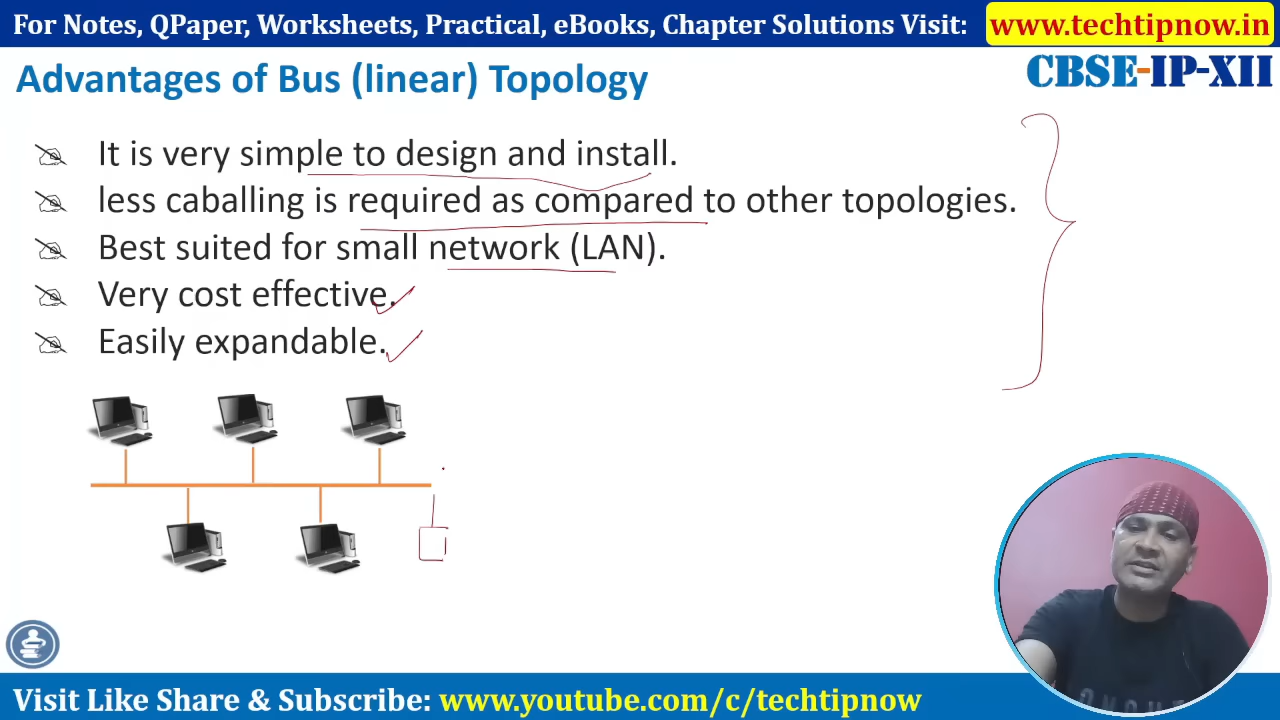 For Notes, QPaper, Worksheets, Practical, eBooks, Chapter Solutions Visit: www.techtipnow.in
Advantages of Bus (linear) Topology
CBSE-IP-XII
It is very simple to design and install.
less caballing is required as compared to other topologies.
Best suited for small network (LAN).
Very cost effective.
Easily expandable.
Visit Like Share & Subscribe: www.youtube.com/c/techtipnow